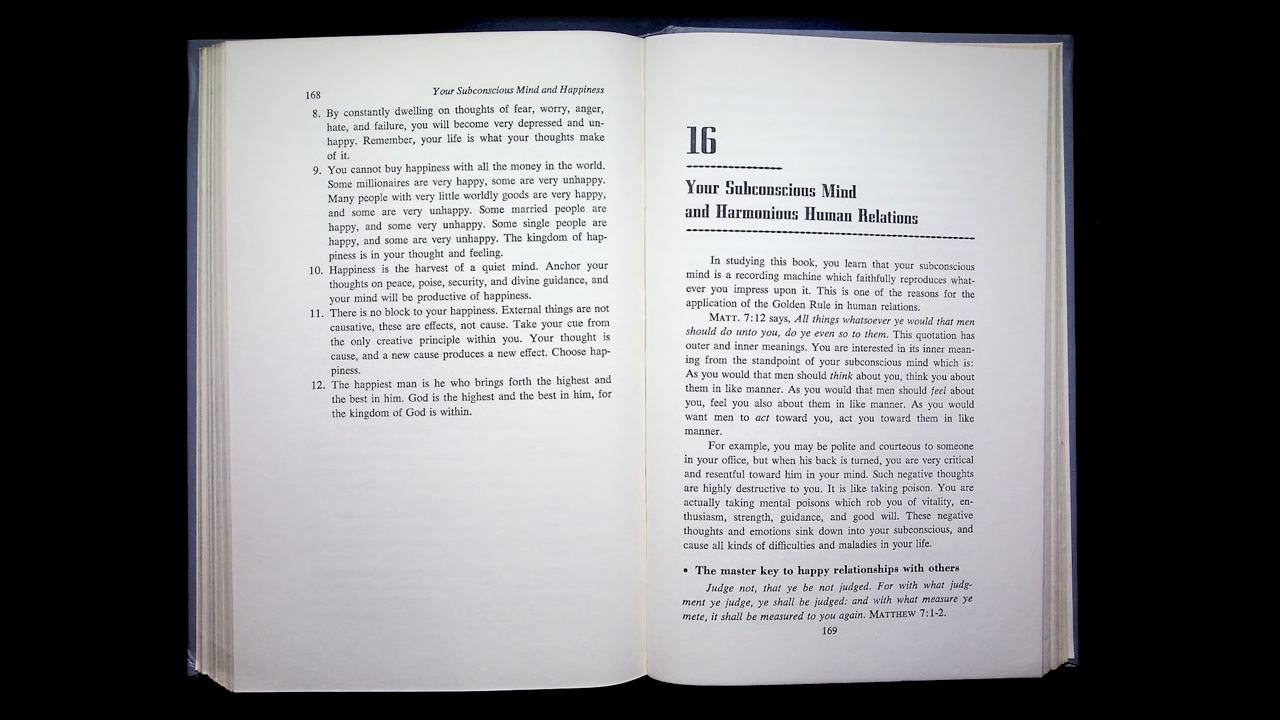 168
Your Subconscious Mind and Happiness
8. By constantly dwelling on thoughts of fear, worry, anger,
hate, and failure, you will become very depressed and un-
happy. Remember, your life is what your thoughts make
of it.
9. You cannot buy happiness with all the money in the world.
Some millionaires are very happy, some are very unhappy.
Many people with very little worldly goods are very happy,
and some are very unhappy. Some married people are
happy, and some very unhappy. Some single people are
happy, and some are very unhappy. The kingdom of hap-
piness is in your thought and feeling.
10. Happiness is the harvest of a quiet mind. Anchor your
thoughts on peace, poise, security, and divine guidance, and
your mind will be productive of happiness.
11. There is no block to your happiness. External things are not
causative, these are effects, not cause. Take your cue from
the only creative principle within you. Your thought is
cause, and a new cause produces a new effect. Choose hap-
piness.
12. The happiest man is he who brings forth the highest and
the best in him. God is the highest and the best in him, for
the kingdom of God is within.
16
Your Subconscious Mind
and Harmonious Human Relations
In studying this book, you learn that your subconscious
mind is a recording machine which faithfully reproduces what-
ever you impress upon it. This is one of the reasons for the
application of the Golden Rule in human relations.
MATT. 7:12 says, All things whatsoever ye would that men
should do unto you, do ye even so to them. This quotation has
outer and inner meanings. You are interested in its inner mean-
ing from the standpoint of your subconscious mind which is:
As you would that men should think about you, think you about
them in like manner. As you would that men should feel about
you, feel you also about them in like manner. As you would
want men to act toward you, act you toward them in like
manner.
For example, you may be polite and courteous to someone
in your office, but when his back is turned, you are very critical
and resentful toward him in your mind. Such negative thoughts
are highly destructive to you. It is like taking poison. You are
actually taking mental poisons which rob you of vitality, en-
thusiasm, strength, guidance, and good will. These negative
thoughts and emotions sink down into your subconscious, and
cause all kinds of difficulties and maladies in your life.
• The master key to happy relationships with others
Judge not, that ye be not judged. For with what judg-
ment ye judge, ye shall be judged: and with what measure ye
mete, it shall be measured to you again. MATTHEW 7:1-2.
169